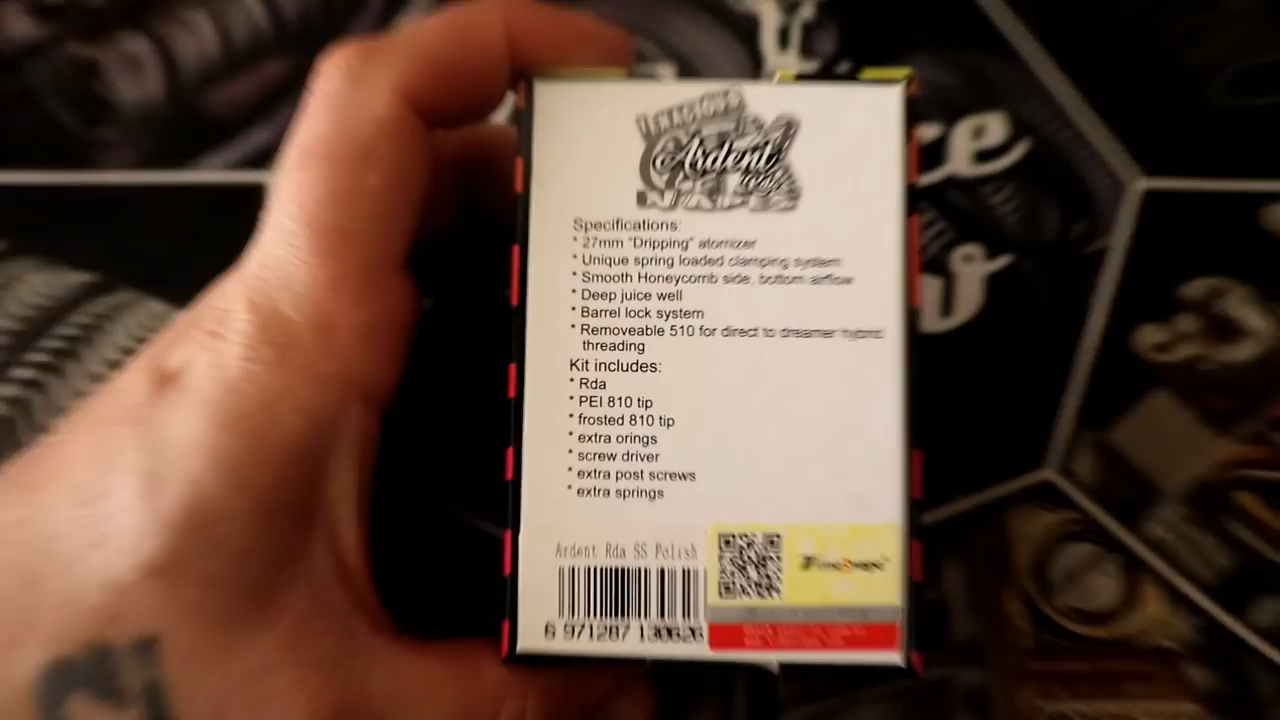 Ardent
Specifications:
* 27mm "Dripping" atomizer
* Unique spring loaded clamping system
* Smooth Honeycomb side, bottom airflow
* Deep juice well
* Barrel lock system
* Removeable 510 for direct to dreamer hybrid
threading
Kit includes:
* Rda
* PEI 810 tip
* frosted 810 tip
* extra orings
* screw driver
* extra post screws
* extra springs
Ardent Rda SS Polish
6 971287 130626